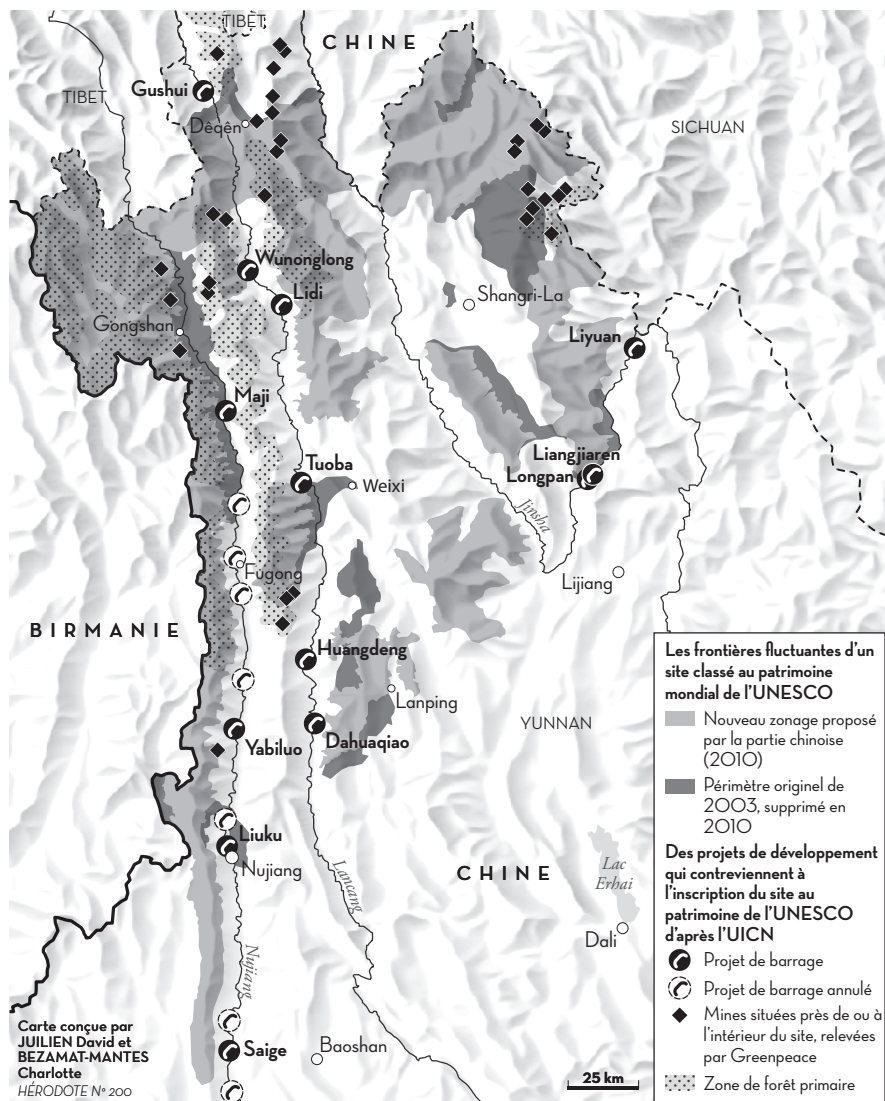 TIBET
CHINE
Gushui
TIBET
Dêqên
SICHUAN
Wunonglong
Lidi
Shangri-La
Gongshan
Liyuan
Maji
Liangjiaren
Longpan
Tuoba
Weixi
Jinsha
Fugong
Lijiang
BIRMANIE
Huangdeng
Lanping
YUNNAN
Yabiluo
Dahuaqiao
Liuku
Nujiang
Lancang
CHINE
Lac
Erhai
Dali
Nujiang
Saige
Baoshan
Carte conçue par
JUILIEN David et
BEZAMAT-MANTES
Charlotte
HÉRODOTE N° 200
25 km
Les frontières fluctuantes d'un
site classé au patrimoine
mondial de l'UNESCO
Nouveau zonage proposé
par la partie chinoise
(2010)
Périmètre originel de
2003, supprimé en
2010
Des projets de développement
qui contreviennent à
l'inscription du site au
patrimoine de l'UNESCO
d'après l'UICN
Projet de barrage
Projet de barrage annulé
Mines situées près de ou à
l'intérieur du site, relevées
par Greenpeace
Zone de forêt primaire